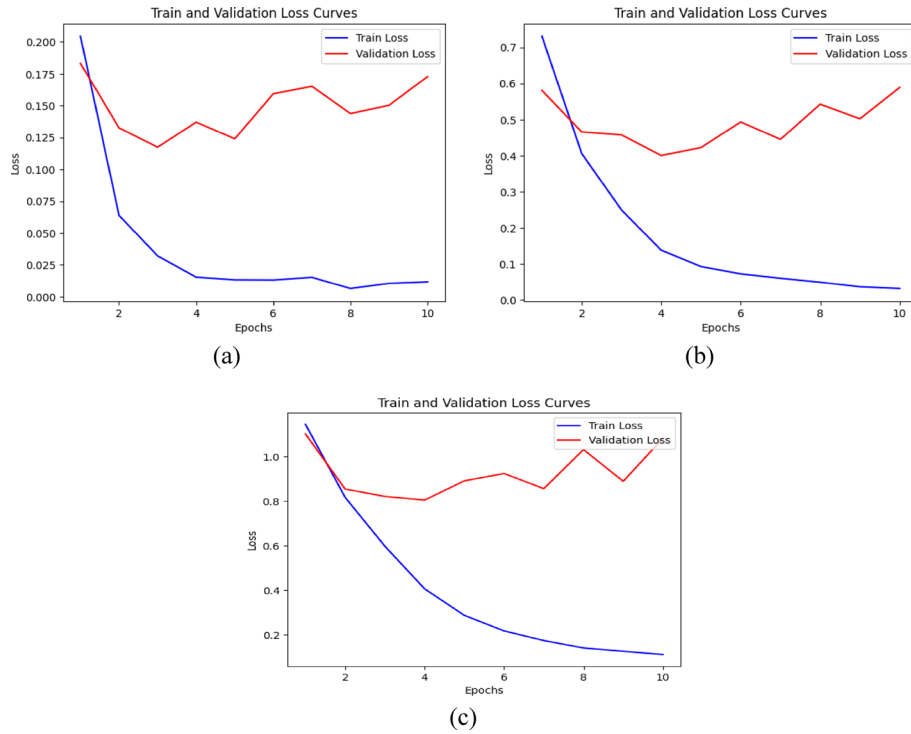 Train and Validation Loss Curves
Train Loss
Validation Loss
0.200
0.175
0.150
0.125
0.100
0.075
0.050
0.025
0.000
Loss
2 4 6 8 10
Epochs
(a)
Train and Validation Loss Curves
Train Loss
Validation Loss
0.7
0.6
0.5
0.4
0.3
0.2
0.1
0.0
Loss
2 4 6 8 10
Epochs
(b)
Train and Validation Loss Curves
Train Loss
Validation Loss
1.0
0.8
0.6
0.4
0.2
Loss
2 4 6 8 10
Epochs
(c)